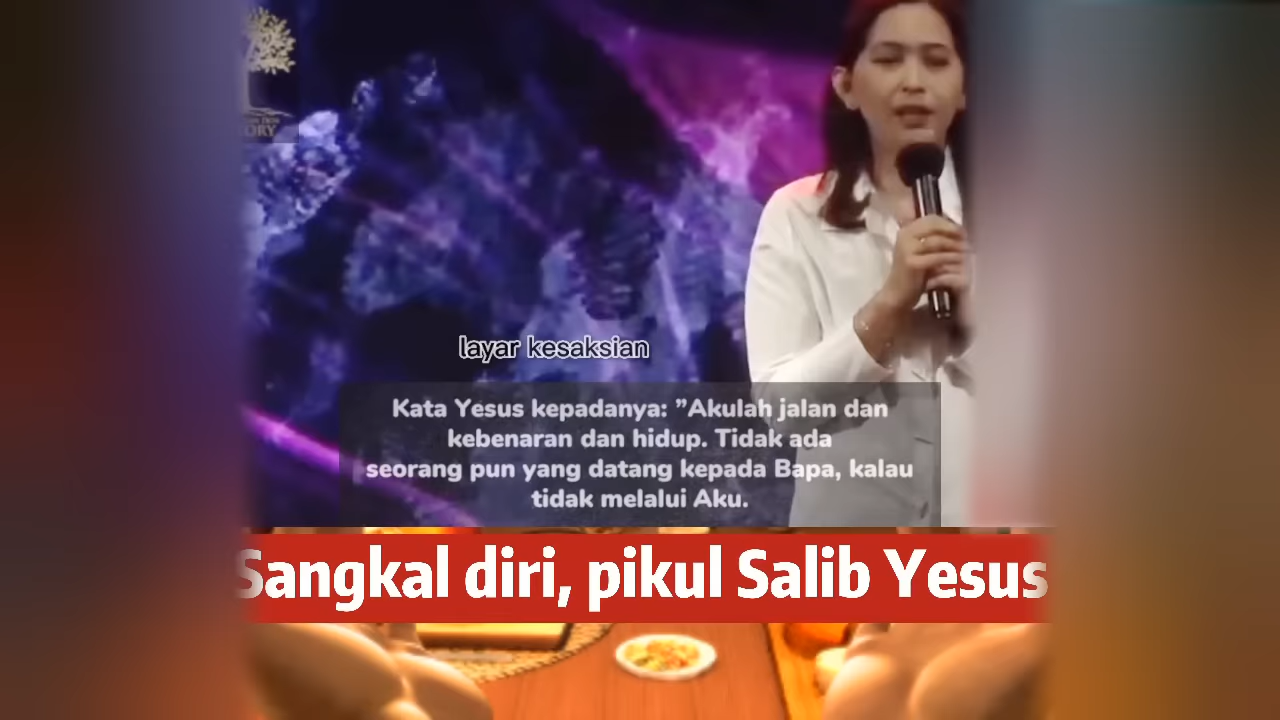 layar kesaksian
Kata Yesus kepadanya: ”Akulah jalan dan
kebenaran dan hidup. Tidak ada
seorang pun yang datang kepada Bapa, kalau
tidak melalui Aku.
Sangkal diri, pikul Salib Yesus